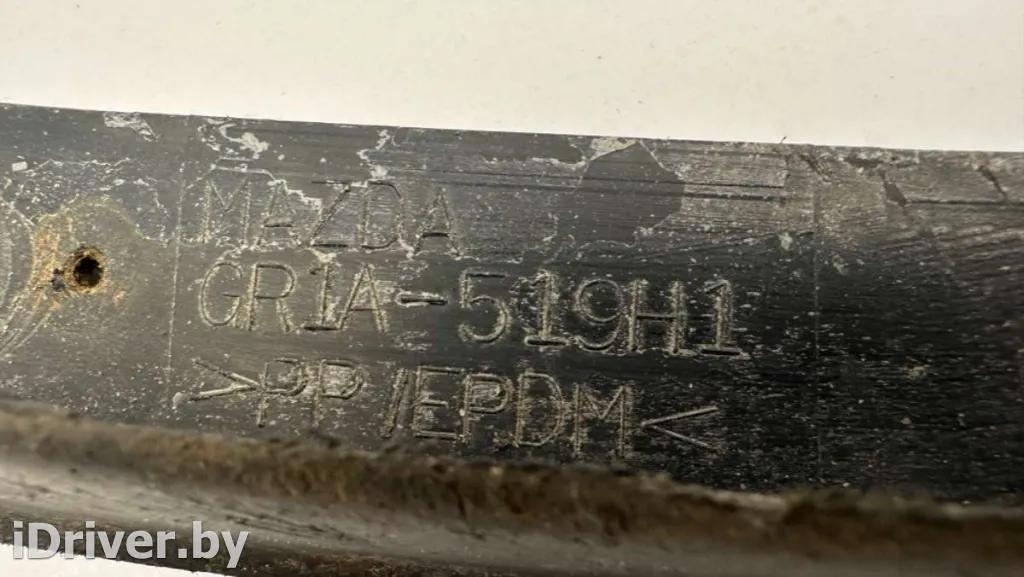 MAZDA
GR1A-519H1
>PP/EPDM<
iDriver.by